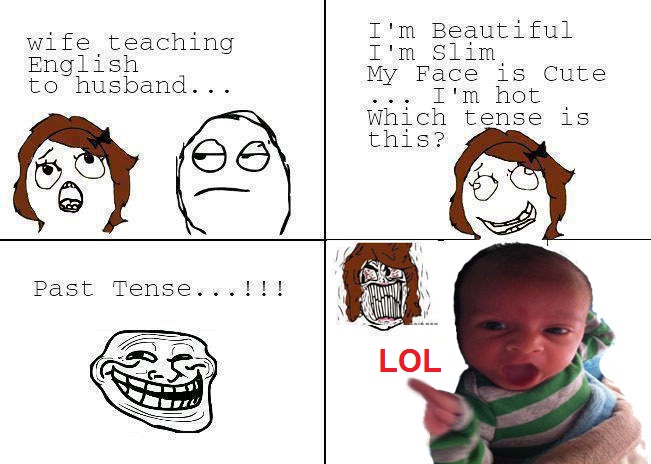 wife teaching
English
to husband...
I'm Beautiful
I'm Slim
My Face is Cute
... I'm hot
Which tense is
this?
Past Tense...!!!
LOL